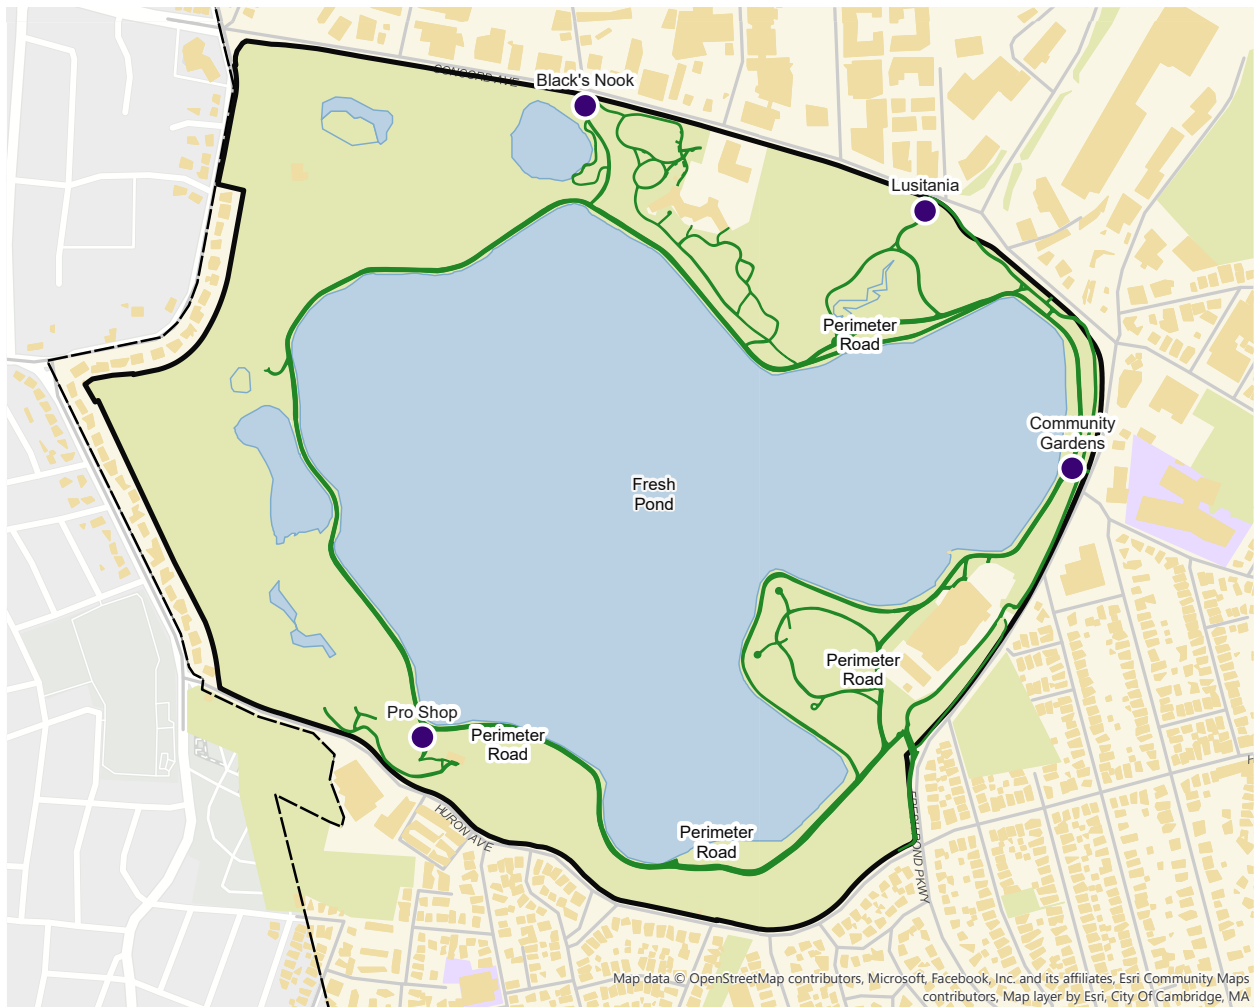 CONCORD AVE
Black's Nook
Lusitania
Perimeter
Road
Community
Gardens
Fresh
Pond
Perimeter
Road
Pro Shop
Perimeter
Road
HURON AVE
Perimeter
Road
POND PKWY
Map data © OpenStreetMap contributors, Microsoft, Facebook, Inc. and its affiliates, Esri Community Maps
contributors, Map layer by Esri, City Of Cambridge, MA